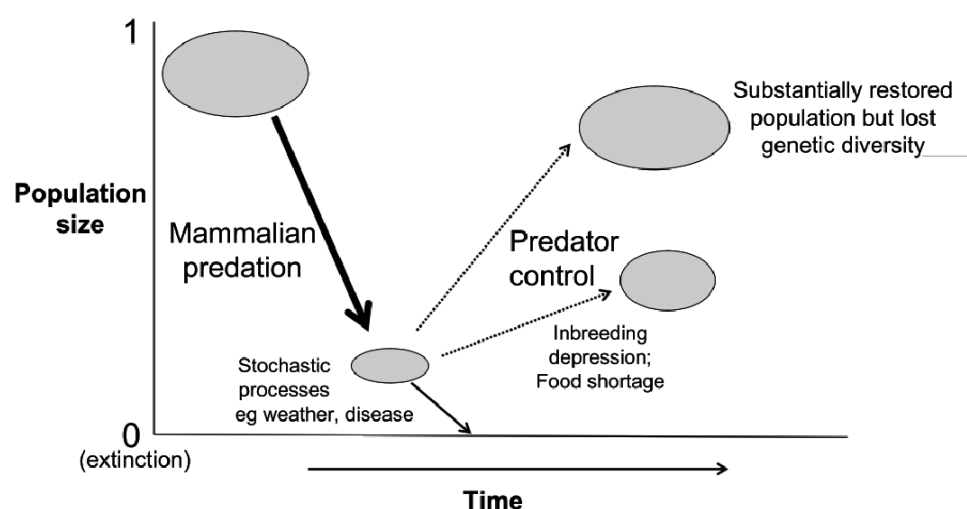 1
Substantially restored
population but lost
genetic diversity
Population
size
Mammalian
predation
Predator
control
Inbreeding
depression;
Food shortage
Stochastic
processes
eg weather, disease
0
(extinction)
Time